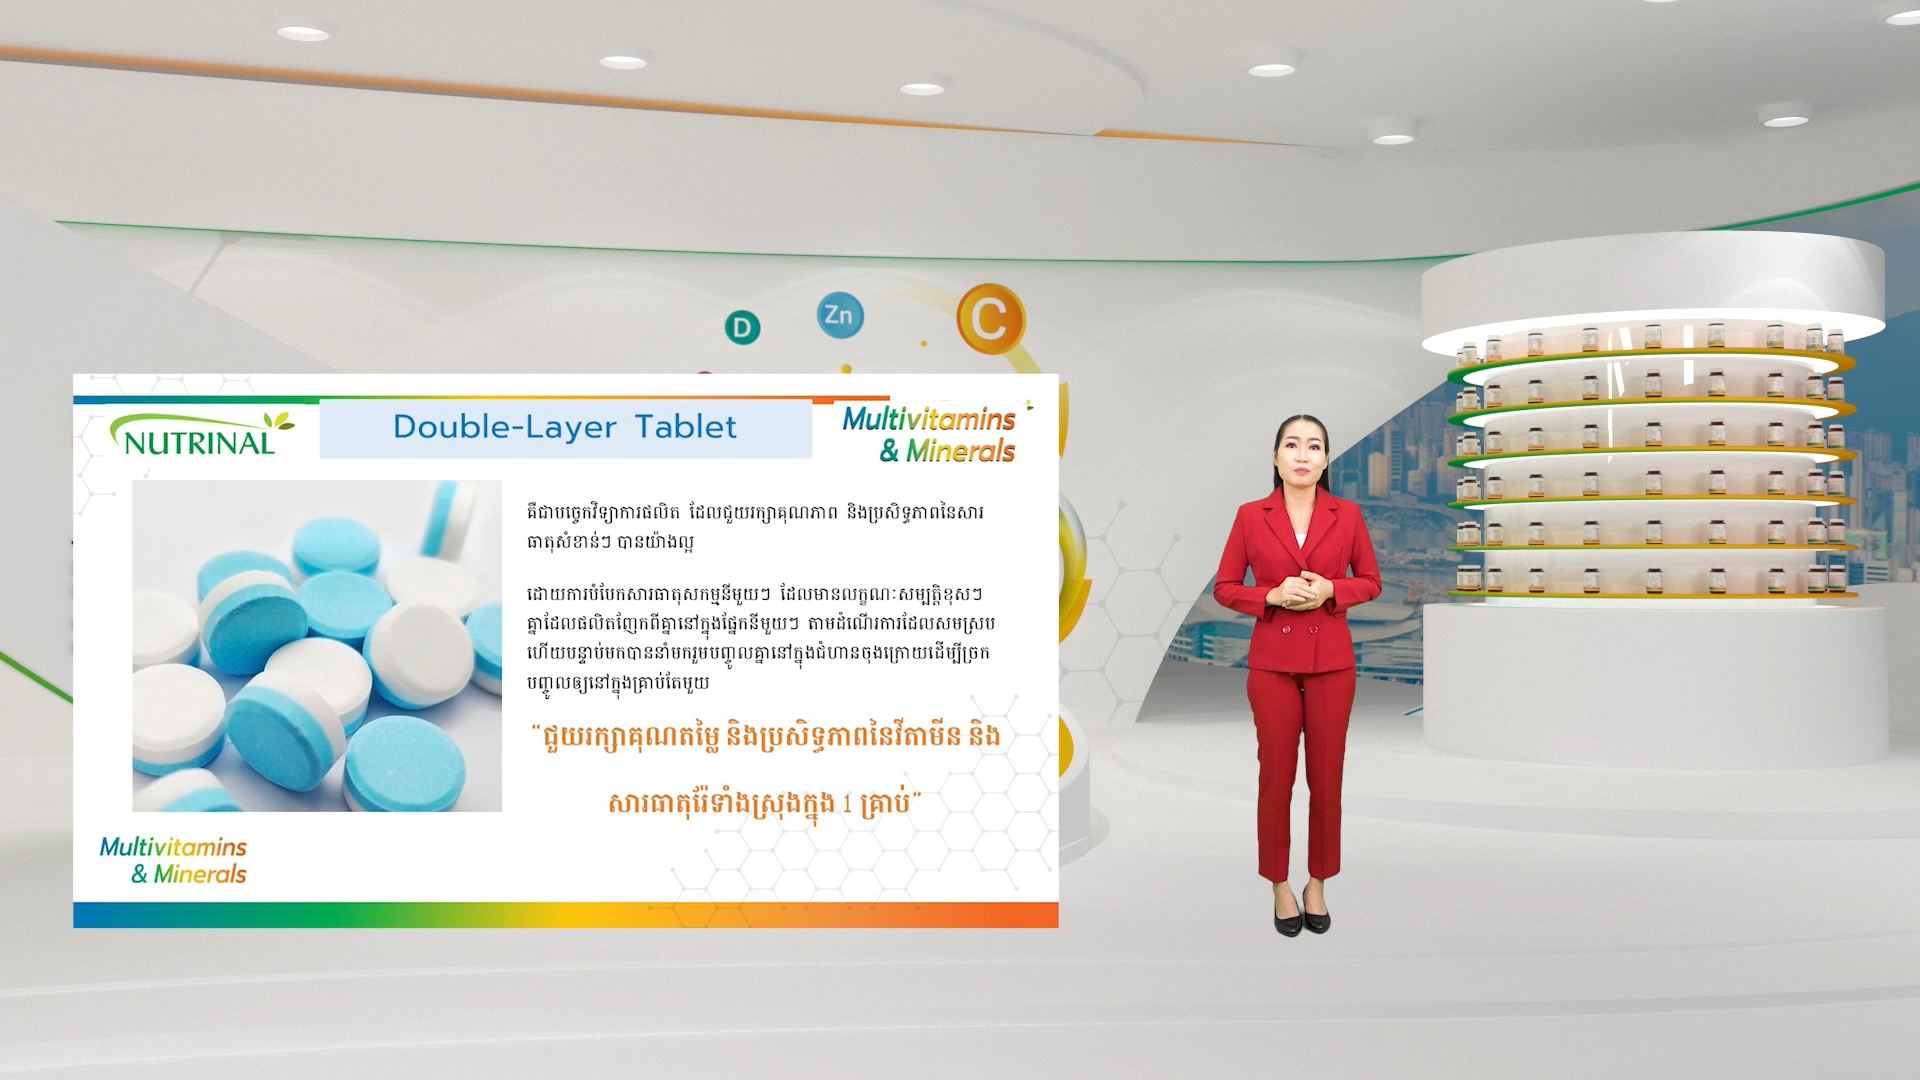 D
Zn
C
NUTRINAL
Double-Layer Tablet
Multivitamins
& Minerals
គឺជាបច្ចេកវិទ្យាការផលិត ដែលជួយរក្សាគុណភាព និងប្រសិទ្ធភាពនៃសារ
ធាតុសំខាន់ៗ បានយ៉ាងល្អ
ដោយការបំបែកសារធាតុសកម្មនីមួយៗ ដែលមានលក្ខណៈសម្បត្តិខុសៗ
គ្នាដែលផលិតញែកពីគ្នានៅក្នុងផ្នែកនីមួយៗ តាមដំណើរការដែលសមស្រប
ហើយបន្ទាប់មកបាននាំមករួមបញ្ចូលគ្នានៅក្នុងជំហានចុងក្រោយដើម្បីច្រក
បញ្ចូលឲ្យនៅក្នុងគ្រាប់តែមួយ
“ជួយរក្សាគុណតម្លៃ និងប្រសិទ្ធភាពនៃវីតាមីន និង
សារធាតុរ៉ែទាំងស្រុងក្នុង 1 គ្រាប់”
Multivitamins
& Minerals